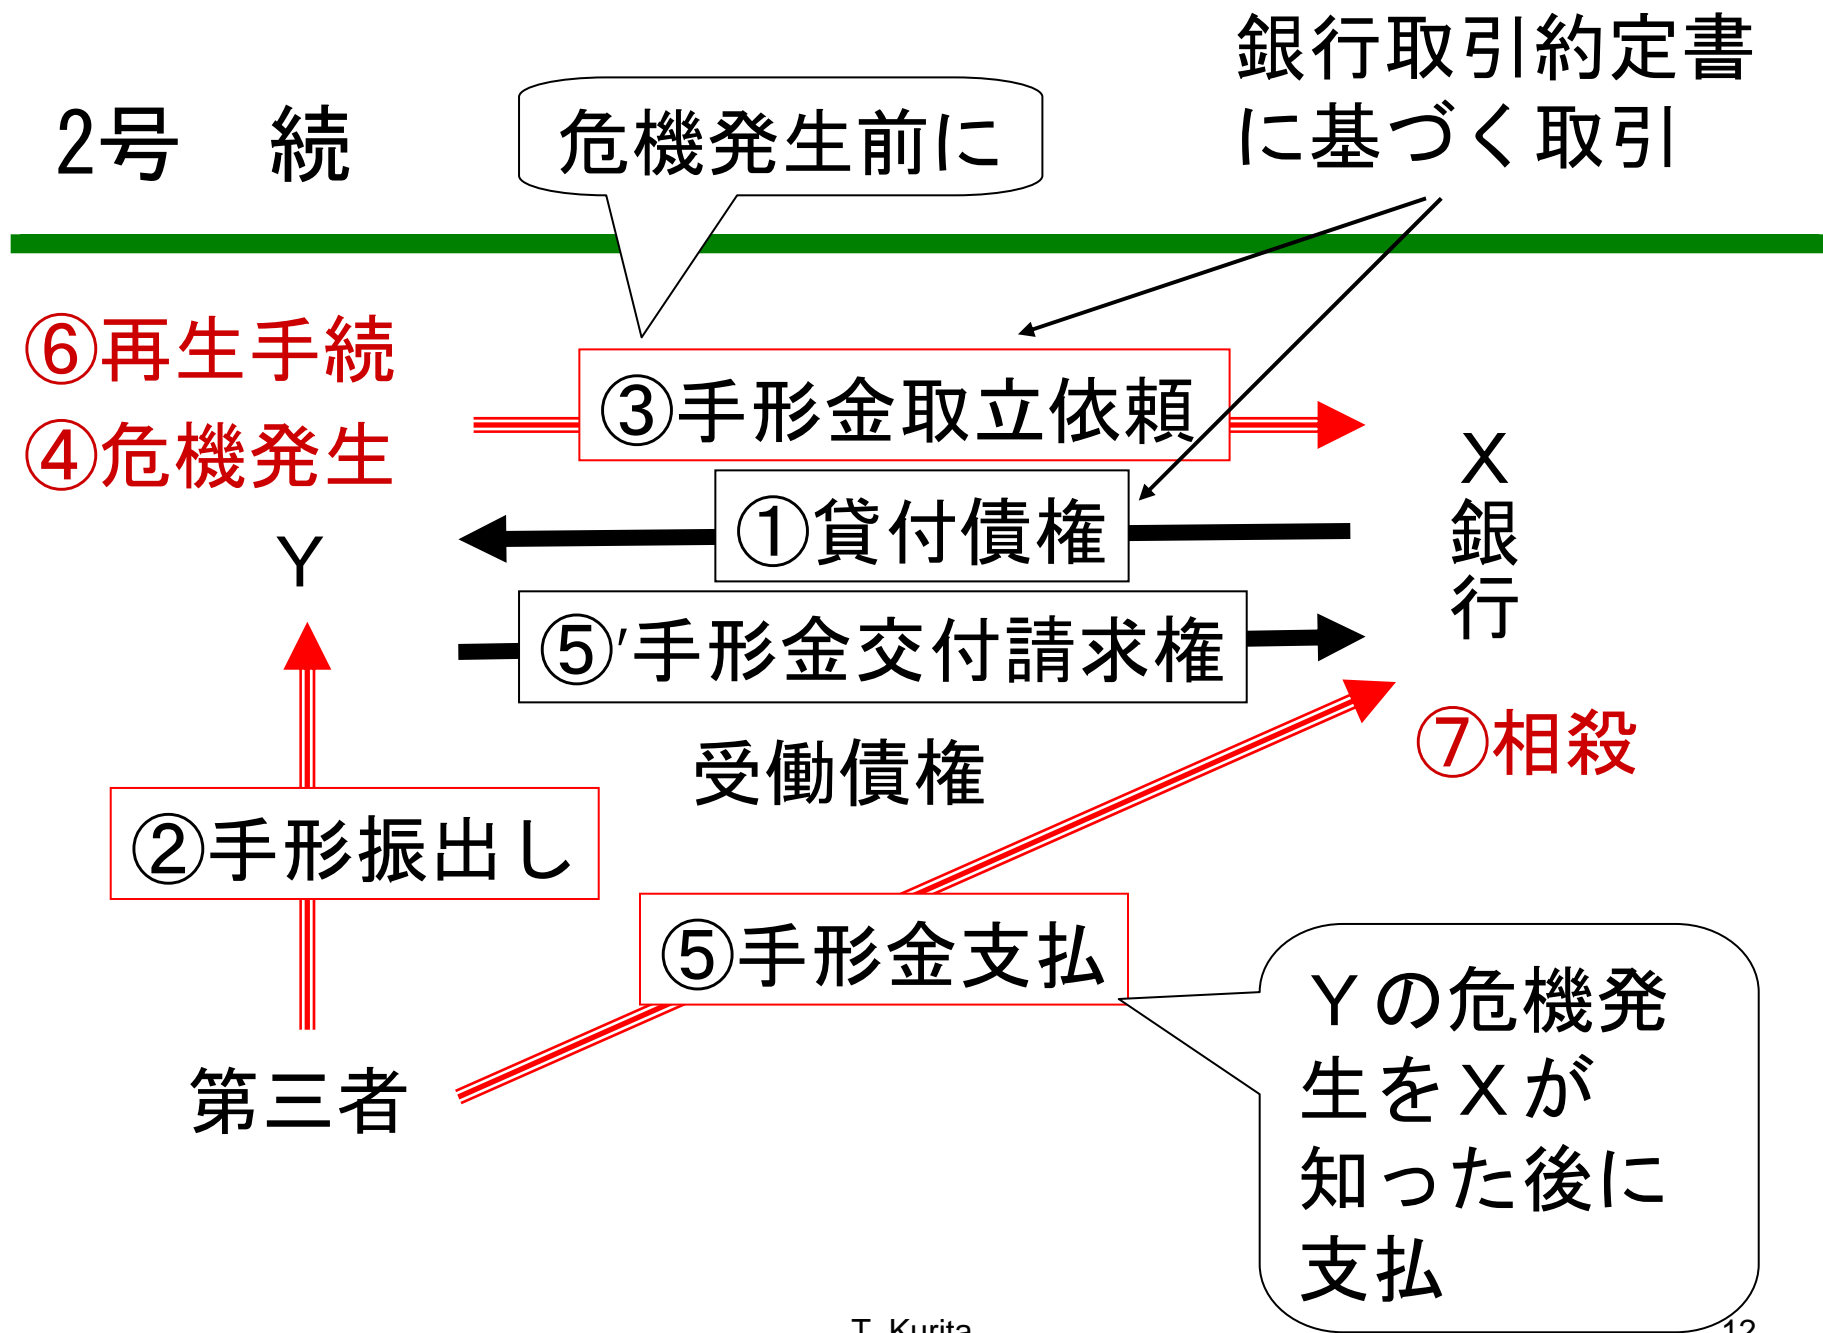 2号　続
危機発生前に
銀行取引約定書
に基づく取引
⑥再生手続
④危機発生
③手形金取立依頼
①貸付債権
Y
X
銀
行
⑤′手形金交付請求権
受働債権
⑦相殺
②手形振出し
⑤手形金支払
第三者
Yの危機発
生をXが
知った後に
支払
T. Kurita
12